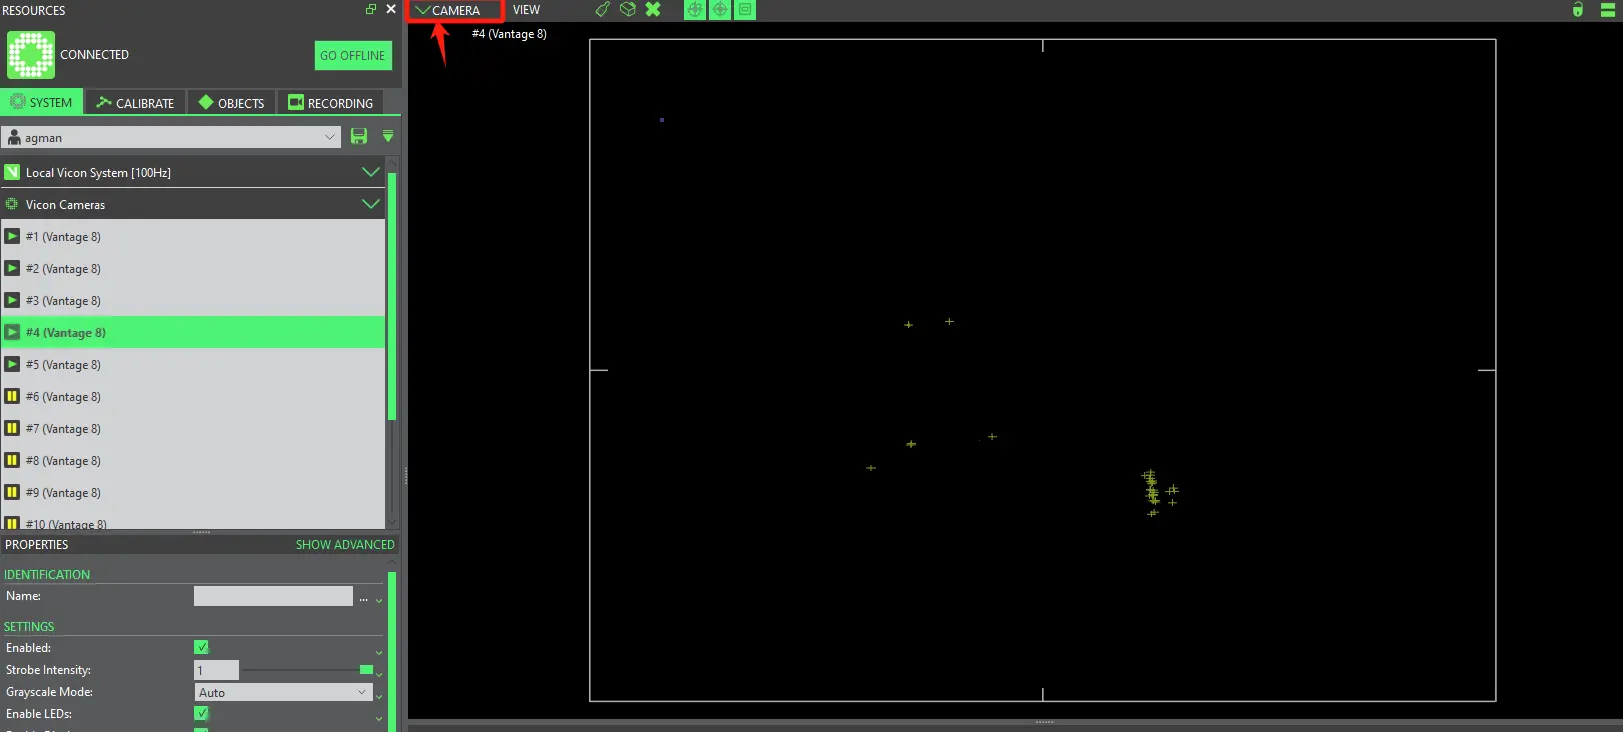 RESOURCES
CAMERA
VIEW
#4 (Vantage 8)
CONNECTED
GO OFFLINE
SYSTEM
CALIBRATE
OBJECTS
RECORDING
agman
Local Vicon System [100Hz]
Vicon Cameras
#1 (Vantage 8)
#2 (Vantage 8)
#3 (Vantage 8)
#4 (Vantage 8)
#5 (Vantage 8)
#6 (Vantage 8)
#7 (Vantage 8)
#8 (Vantage 8)
#9 (Vantage 8)
#10 (Vantage 8)
PROPERTIES
SHOW ADVANCED
IDENTIFICATION
Name:
...
SETTINGS
Enabled:
Strobe Intensity:
1
Grayscale Mode:
Auto
Enable LEDs: